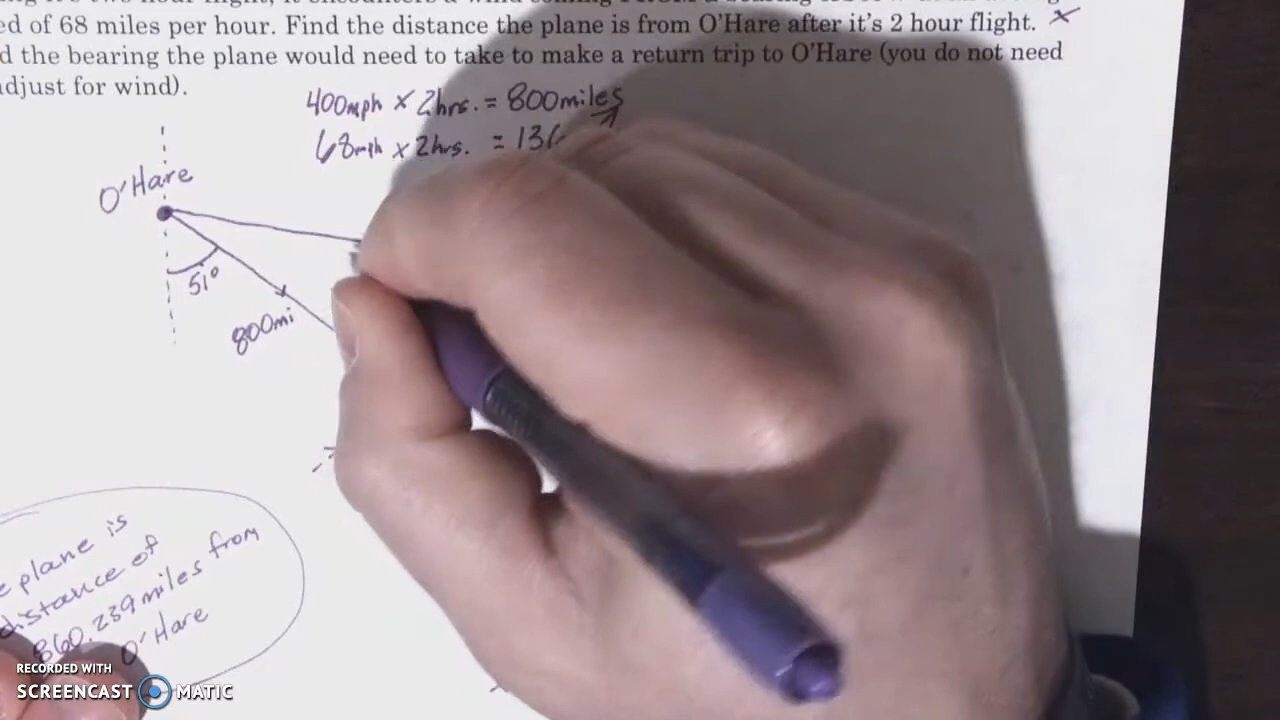 ed of 68 miles per hour. Find the distance the plane is from O'Hare after it's 2 hour flight. ×
d the bearing the plane would need to take to make a return trip to O'Hare (you do not need
adjust for wind).
400mph × 2hrs. = 800miles
68mph × 2hrs. = 136
O'Hare
51°
800mi
e plane is
distance of
860.239 miles from
O'Hare
RECORDED WITH
SCREENCAST MATIC